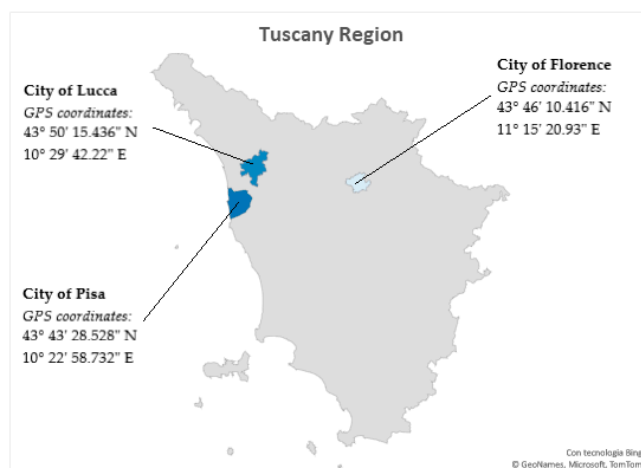 Tuscany Region
City of Lucca
GPS coordinates:
43° 50' 15.436" N
10° 29' 42.22" E
City of Florence
GPS coordinates:
43° 46' 10.416" N
11° 15' 20.93" E
City of Pisa
GPS coordinates:
43° 43' 28.528" N
10° 22' 58.732" E
Con tecnologia Bing
© GeoNames, Microsoft, TomTom